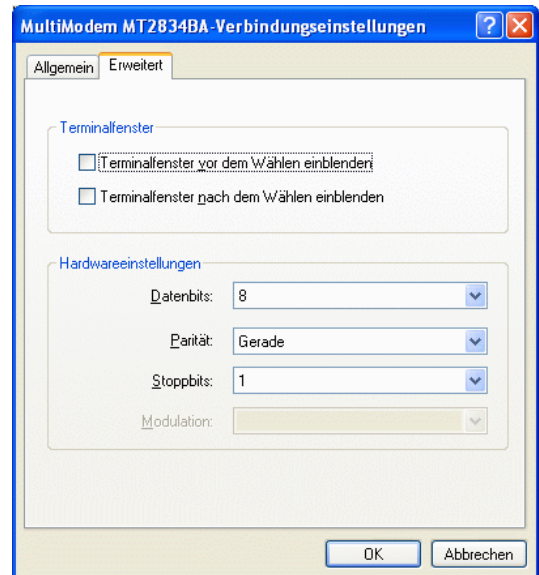 MultiModem MT2834BA-Verbindungseinstellungen
Allgemein Erweitert
Terminalfenster
Terminalfenster vor dem Wählen einblenden
Terminalfenster nach dem Wählen einblenden
Hardwareeinstellungen
Datenbits: 8
Parität: Gerade
Stoppbits: 1
Modulation:
OK Abbrechen